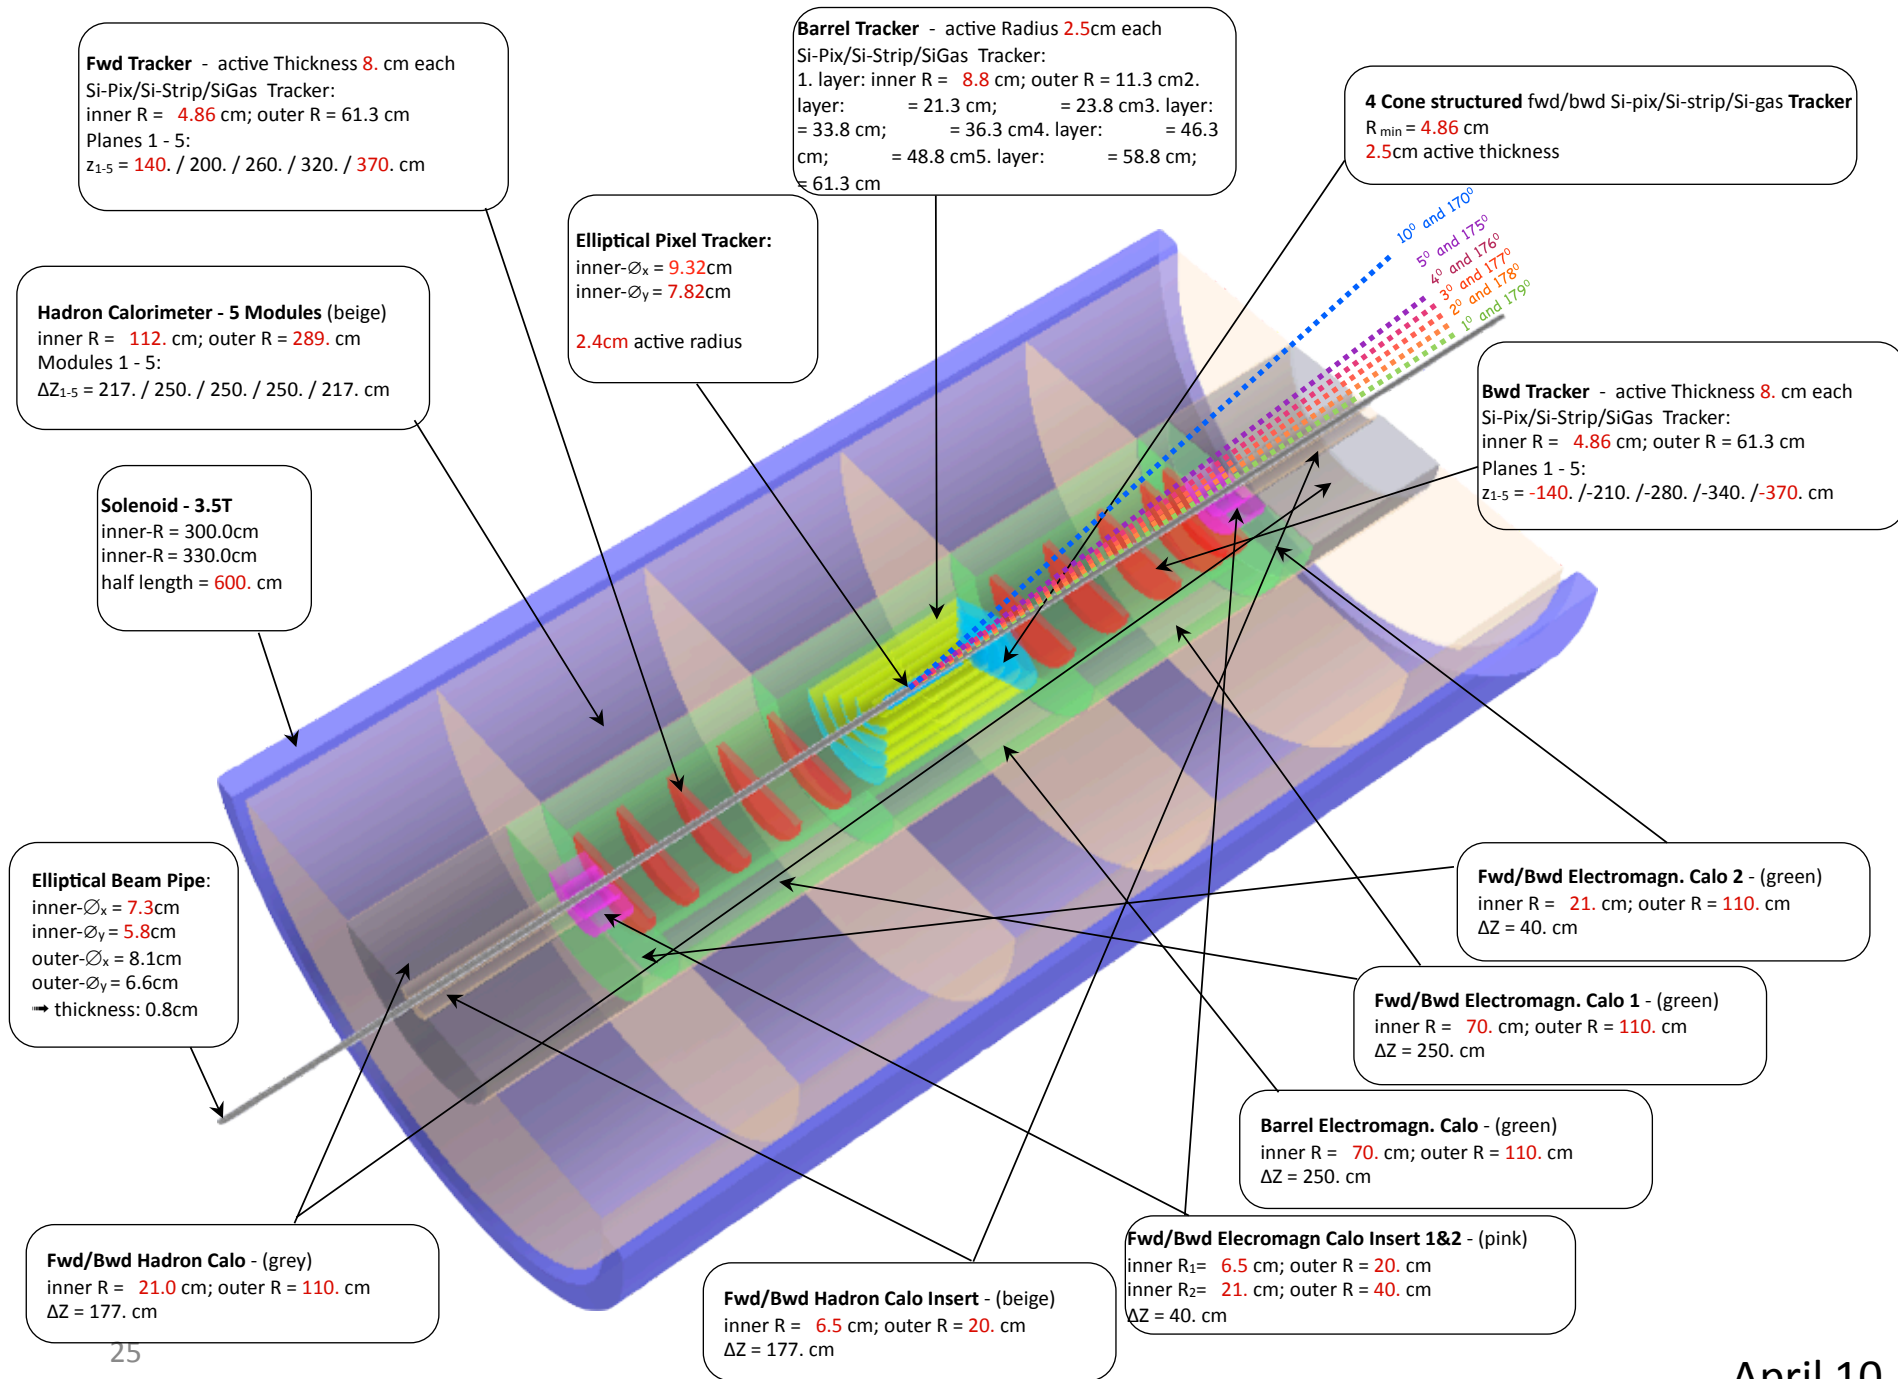 Fwd Tracker - active Thickness 8. cm each
Si-Pix/Si-Strip/SiGas Tracker:
inner R = 4.86 cm; outer R = 61.3 cm
Planes 1 - 5:
z1-5 = 140. / 200. / 260. / 320. / 370. cm
Barrel Tracker - active Radius 2.5cm each
Si-Pix/Si-Strip/SiGas Tracker:
1. layer: inner R = 8.8 cm; outer R = 11.3 cm2.
layer: = 21.3 cm; = 23.8 cm3. layer:
= 33.8 cm; = 36.3 cm4. layer: = 46.3
cm; = 48.8 cm5. layer: = 58.8 cm;
= 61.3 cm
4 Cone structured fwd/bwd Si-pix/Si-strip/Si-gas Tracker
R min = 4.86 cm
2.5cm active thickness
Elliptical Pixel Tracker:
inner-∅x = 9.32cm
inner-∅y = 7.82cm
2.4cm active radius
10⁰ and 170⁰
5⁰ and 175⁰
4⁰ and 176⁰
3⁰ and 177⁰
2⁰ and 178⁰
1⁰ and 179⁰
Hadron Calorimeter - 5 Modules (beige)
inner R = 112. cm; outer R = 289. cm
Modules 1 - 5:
ΔZ1-5 = 217. / 250. / 250. / 250. / 217. cm
Bwd Tracker - active Thickness 8. cm each
Si-Pix/Si-Strip/SiGas Tracker:
inner R = 4.86 cm; outer R = 61.3 cm
Planes 1 - 5:
z1-5 = -140. /-210. /-280. /-340. /-370. cm
Solenoid - 3.5T
inner-R = 300.0cm
inner-R = 330.0cm
half length = 600. cm
Elliptical Beam Pipe:
inner-∅x = 7.3cm
inner-∅y = 5.8cm
outer-∅x = 8.1cm
outer-∅y = 6.6cm
➟ thickness: 0.8cm
Fwd/Bwd Electromagn. Calo 2 - (green)
inner R = 21. cm; outer R = 110. cm
ΔZ = 40. cm
Fwd/Bwd Electromagn. Calo 1 - (green)
inner R = 70. cm; outer R = 110. cm
ΔZ = 250. cm
Barrel Electromagn. Calo - (green)
inner R = 70. cm; outer R = 110. cm
ΔZ = 250. cm
Fwd/Bwd Hadron Calo - (grey)
inner R = 21.0 cm; outer R = 110. cm
ΔZ = 177. cm
Fwd/Bwd Hadron Calo Insert - (beige)
inner R = 6.5 cm; outer R = 20. cm
ΔZ = 177. cm
Fwd/Bwd Elecromagn Calo Insert 1&2 - (pink)
inner R1= 6.5 cm; outer R = 20. cm
inner R2= 21. cm; outer R = 40. cm
ΔZ = 40. cm
25
April 10